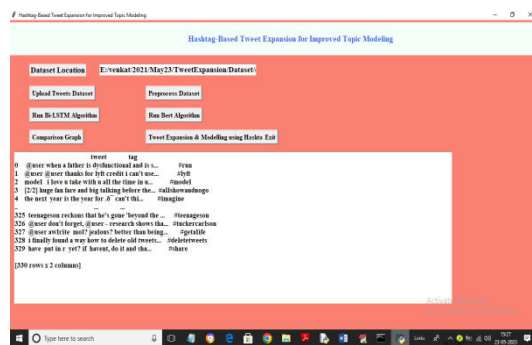 Hashtag-Based Tweet Expansion for Improved Topic Modeling
Hashtag-Based Tweet Expansion for Improved Topic Modeling
Dataset Location E:/venkat/2021/May23/TweetExpansion/Dataset/
Upload Tweets Dataset Preprocess Dataset
Run Bi-LSTM Algorithm Run Bert Algorithm
Comparison Graph Tweet Expansion & Modelling using Hashta Exit
tweet tag
0 @user when a father is dysfunctional and is s... #run
1 @user @user thanks for lyft credit i can't use... #lyft
2 model i love u take with u all the time in u... #model
3 [2/2] huge fan fare and big talking before the... #allshowandnogo
4 the next year is the year for .0¯ can't thi... #imagine
.. ... ...
325 teenageson reckons that he's gone 'beyond the ... #teenageson
326 @user don't forget, @user - research shows tha... #tuckercarlson
327 @user awlrite mol? jealous? better than being... #getalife
328 i finally found a way how to delete old tweets... #deletetweets
329 have put in r yet? if havent, do it and sha... #share
[330 rows x 2 columns]
Activate
Type here to search Links 15:27
23-05-2023